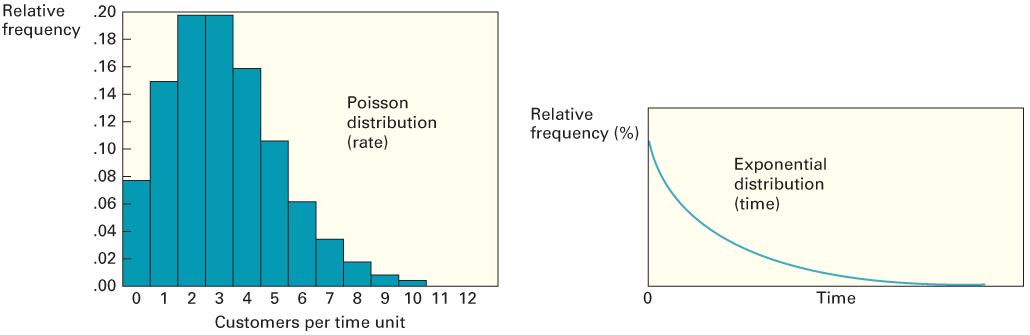 Relative
frequency
.20
.18
.16
.14
.12
.10
.08
.06
.04
.02
.00
Poisson
distribution
(rate)
0 1 2 3 4 5 6 7 8 9 10 11 12
Customers per time unit
Relative
frequency (%)
Exponential
distribution
(time)
0
Time